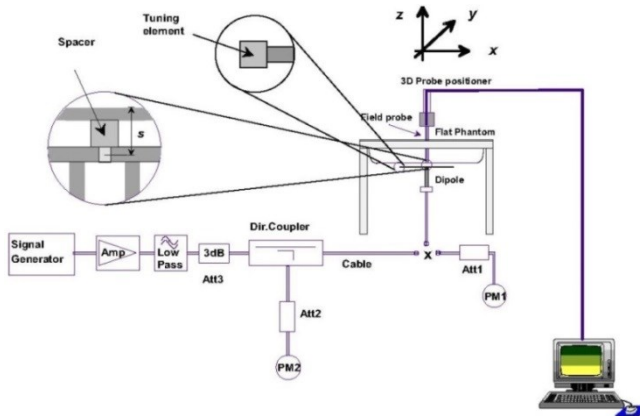 Tuning
element
Spacer
s
z
y
x
3D Probe positioner
Field probe
Flat Phantom
Dipole
Dir.Coupler
Signal
Generator
Amp
Low
Pass
3dB
Att3
Cable
x
Att1
PM1
Att2
PM2